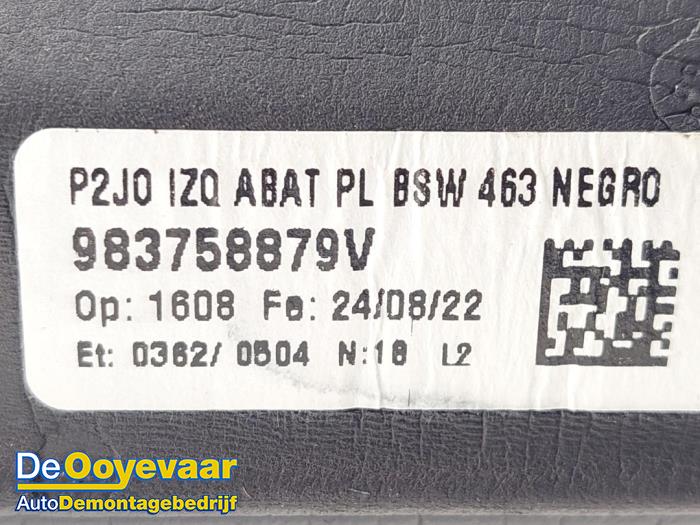 P2JO IZQ ABAT PL BSW 463 NEGRO
983758879V
Op: 1608 Fe: 24/08/22
Et: 0362/ 0504 N:18 L2
De Ooyevaar
AutoDemontagebedrijf